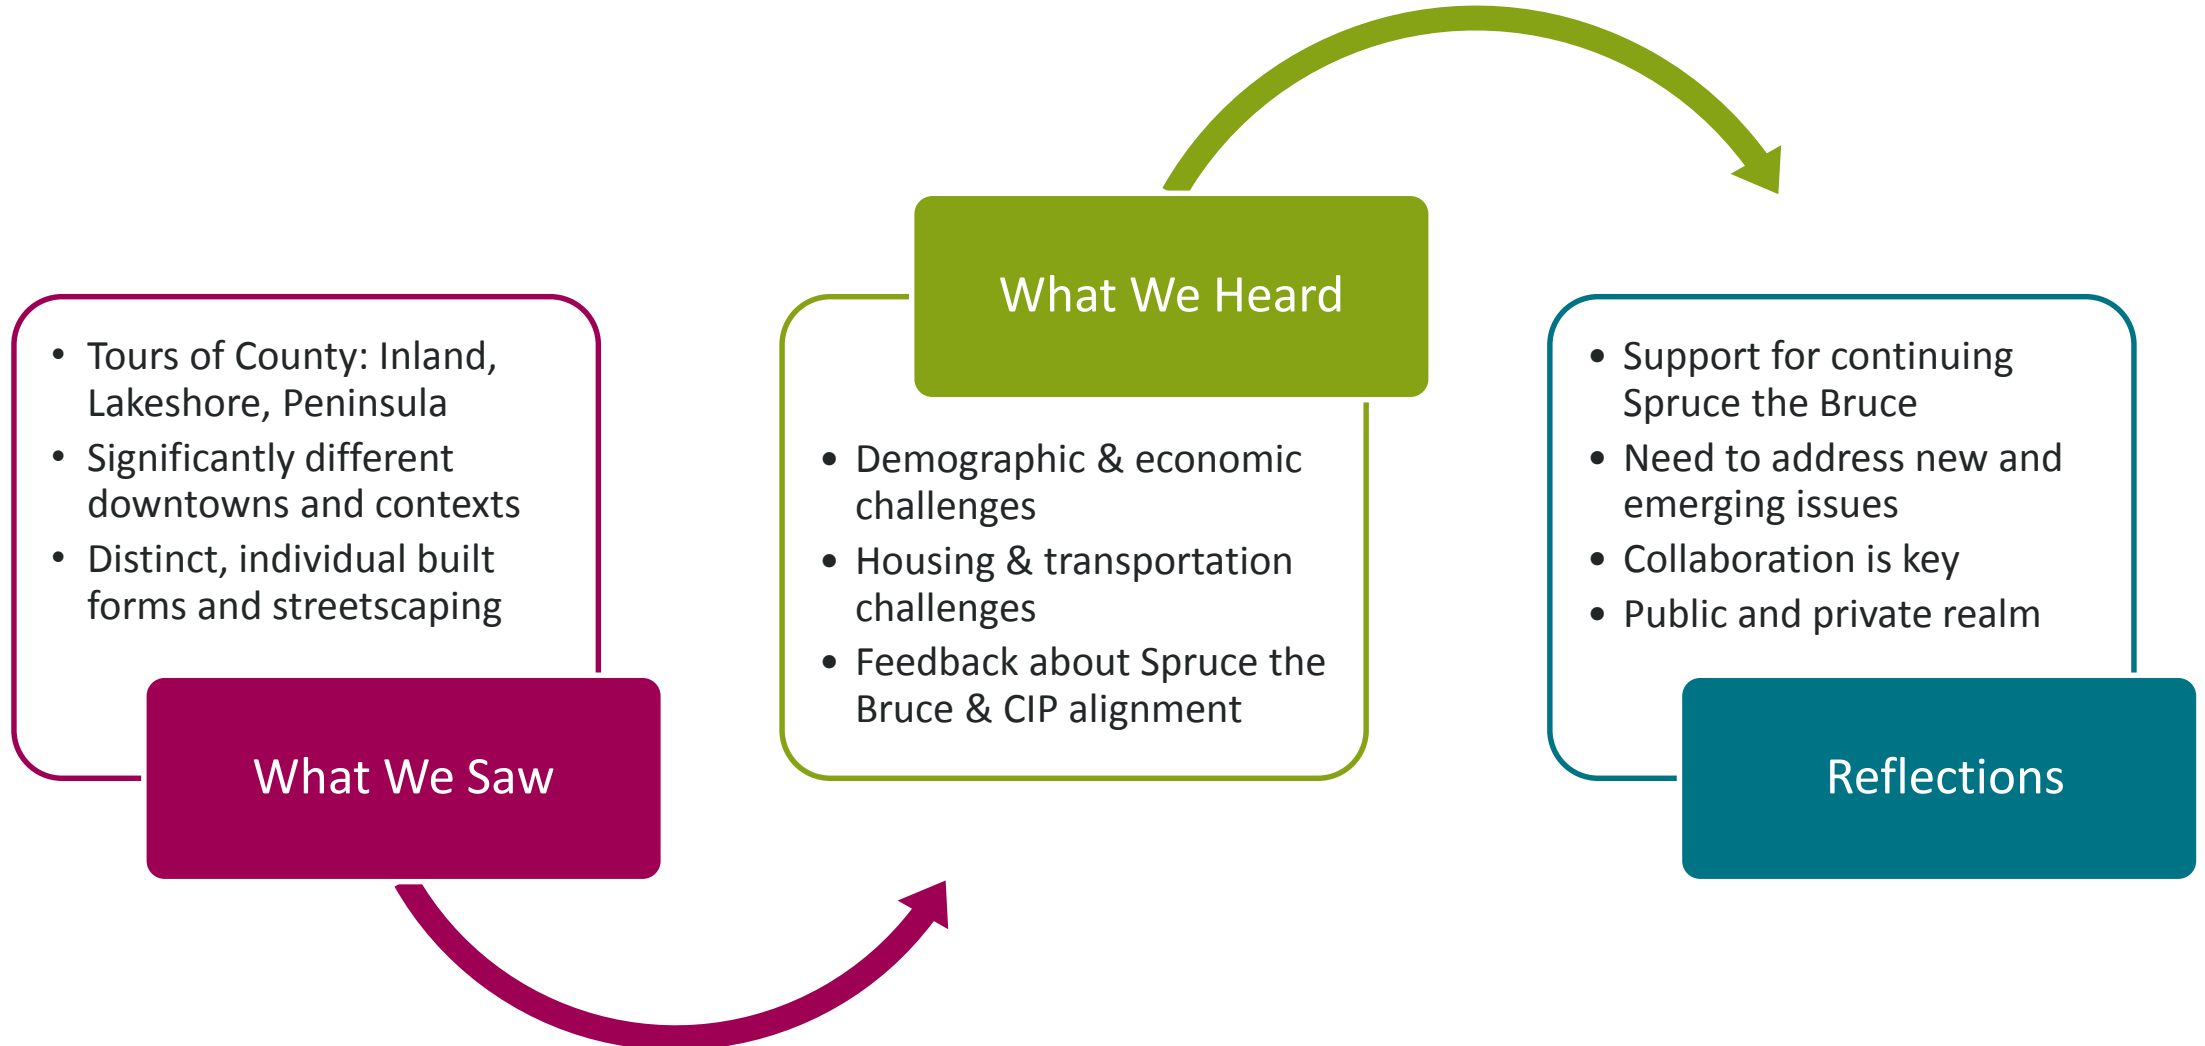 • Tours of County: Inland,
Lakeshore, Peninsula
• Significantly different
downtowns and contexts
• Distinct, individual built
forms and streetscaping
What We Saw
What We Heard
• Demographic & economic
challenges
• Housing & transportation
challenges
• Feedback about Spruce the
Bruce & CIP alignment
• Support for continuing
Spruce the Bruce
• Need to address new and
emerging issues
• Collaboration is key
• Public and private realm
Reflections